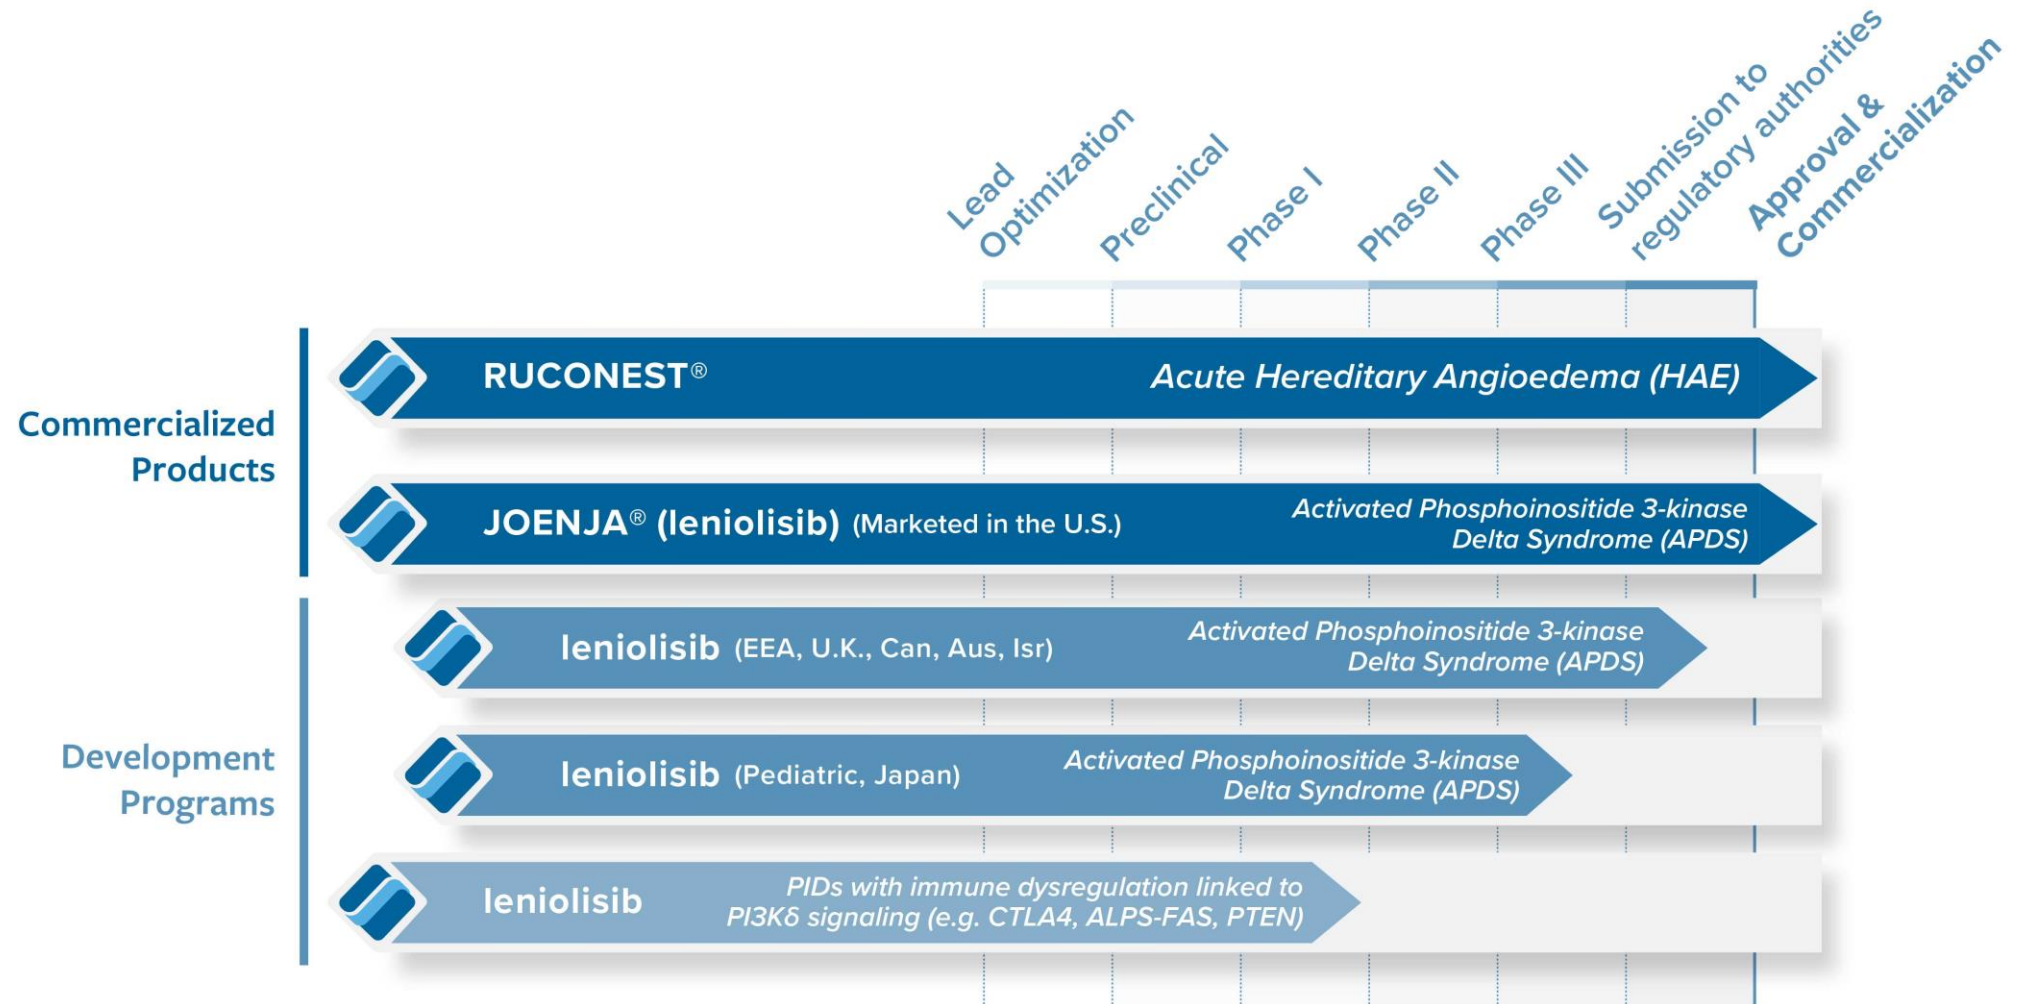 Lead
Optimization
Preclinical
Phase I
Phase II
Phase III
Submission to
regulatory authorities
Approval &
Commercialization
Commercialized
Products
RUCONEST®
Acute Hereditary Angioedema (HAE)
JOENJA® (leniolisib) (Marketed in the U.S.)
Activated Phosphoinositide 3-kinase
Delta Syndrome (APDS)
Development
Programs
leniolisib (EEA, U.K., Can, Aus, Isr)
Activated Phosphoinositide 3-kinase
Delta Syndrome (APDS)
leniolisib (Pediatric, Japan)
Activated Phosphoinositide 3-kinase
Delta Syndrome (APDS)
leniolisib
PIDs with immune dysregulation linked to
PI3Kδ signaling (e.g. CTLA4, ALPS-FAS, PTEN)